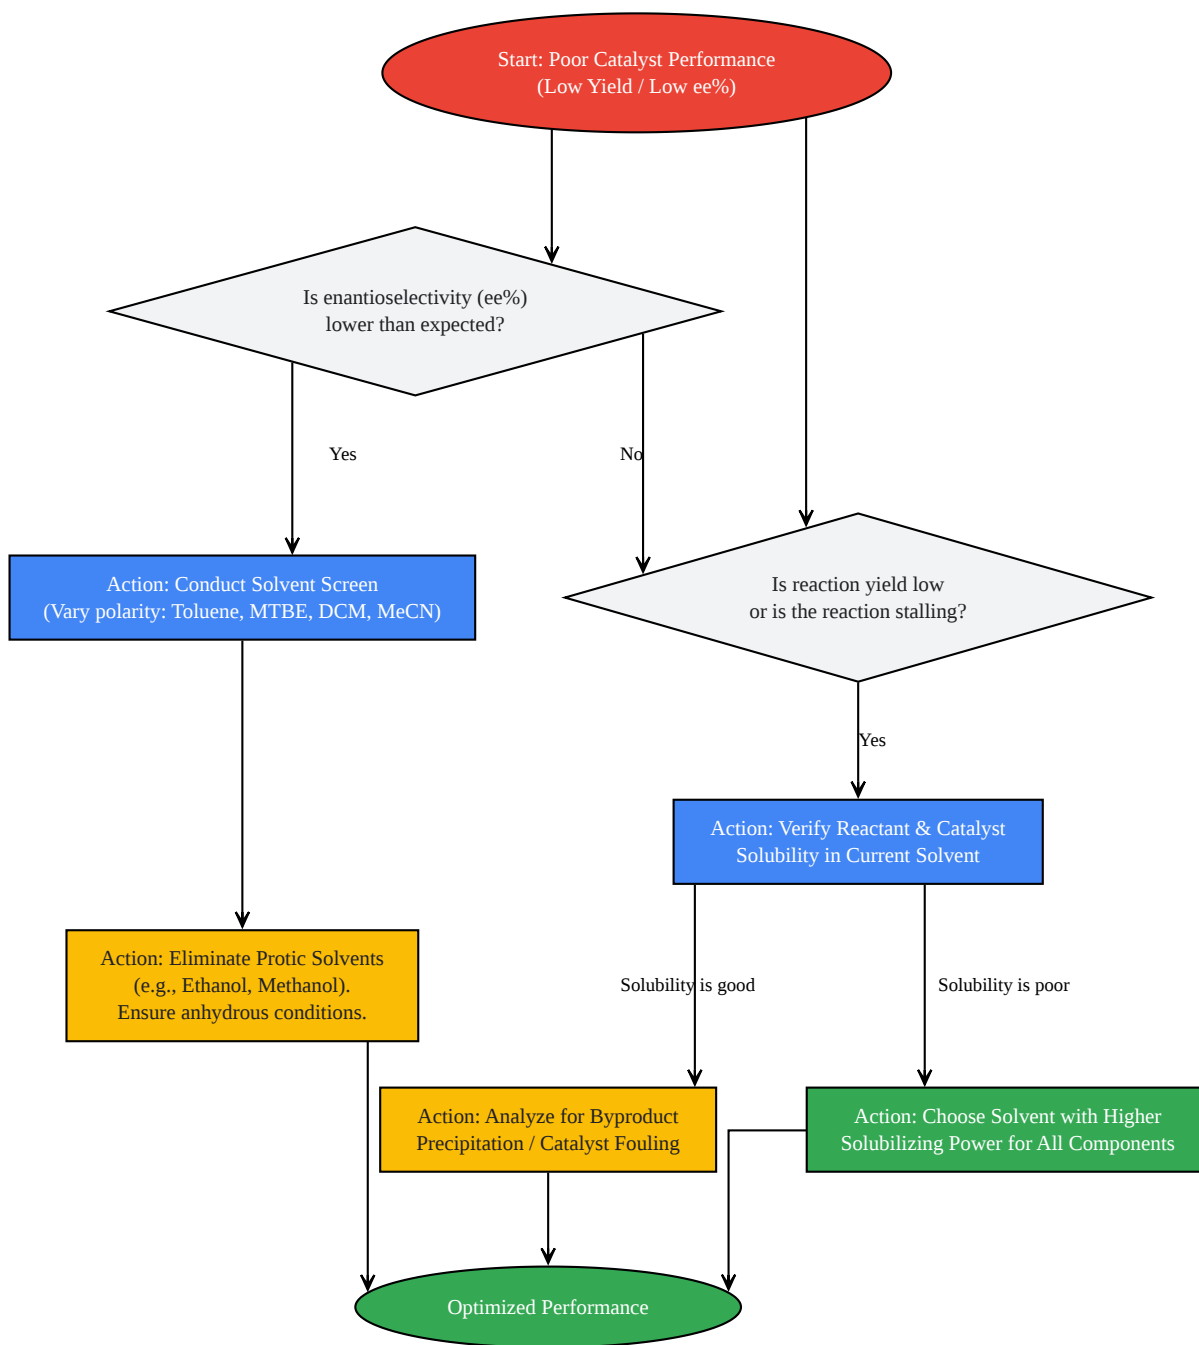 Start: Poor Catalyst Performance
(Low Yield / Low ee%)
Is enantioselectivity (ee%)
lower than expected?
Yes
No
Action: Conduct Solvent Screen
(Vary polarity: Toluene, MTBE, DCM, MeCN)
Is reaction yield low
or is the reaction stalling?
Yes
Action: Verify Reactant & Catalyst
Solubility in Current Solvent
Action: Eliminate Protic Solvents
(e.g., Ethanol, Methanol).
Ensure anhydrous conditions.
Solubility is good
Solubility is poor
Action: Analyze for Byproduct
Precipitation / Catalyst Fouling
Action: Choose Solvent with Higher
Solubilizing Power for All Components
Optimized Performance